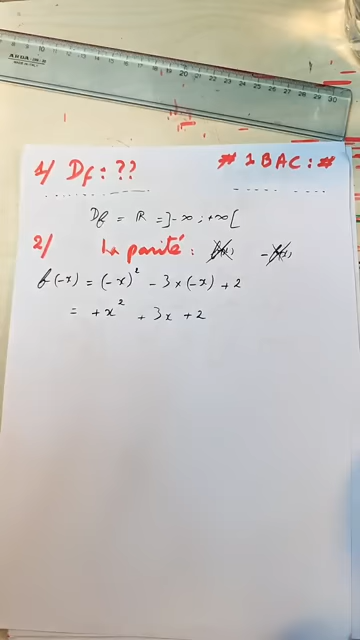 1/ Df : ?? # 1 BAC : #
Df = ℝ = ]-∞ ; +∞[
2/ La parité : f(x) -f(x)
f(-x) = (-x)² - 3×(-x) + 2
= +x² + 3x + 2